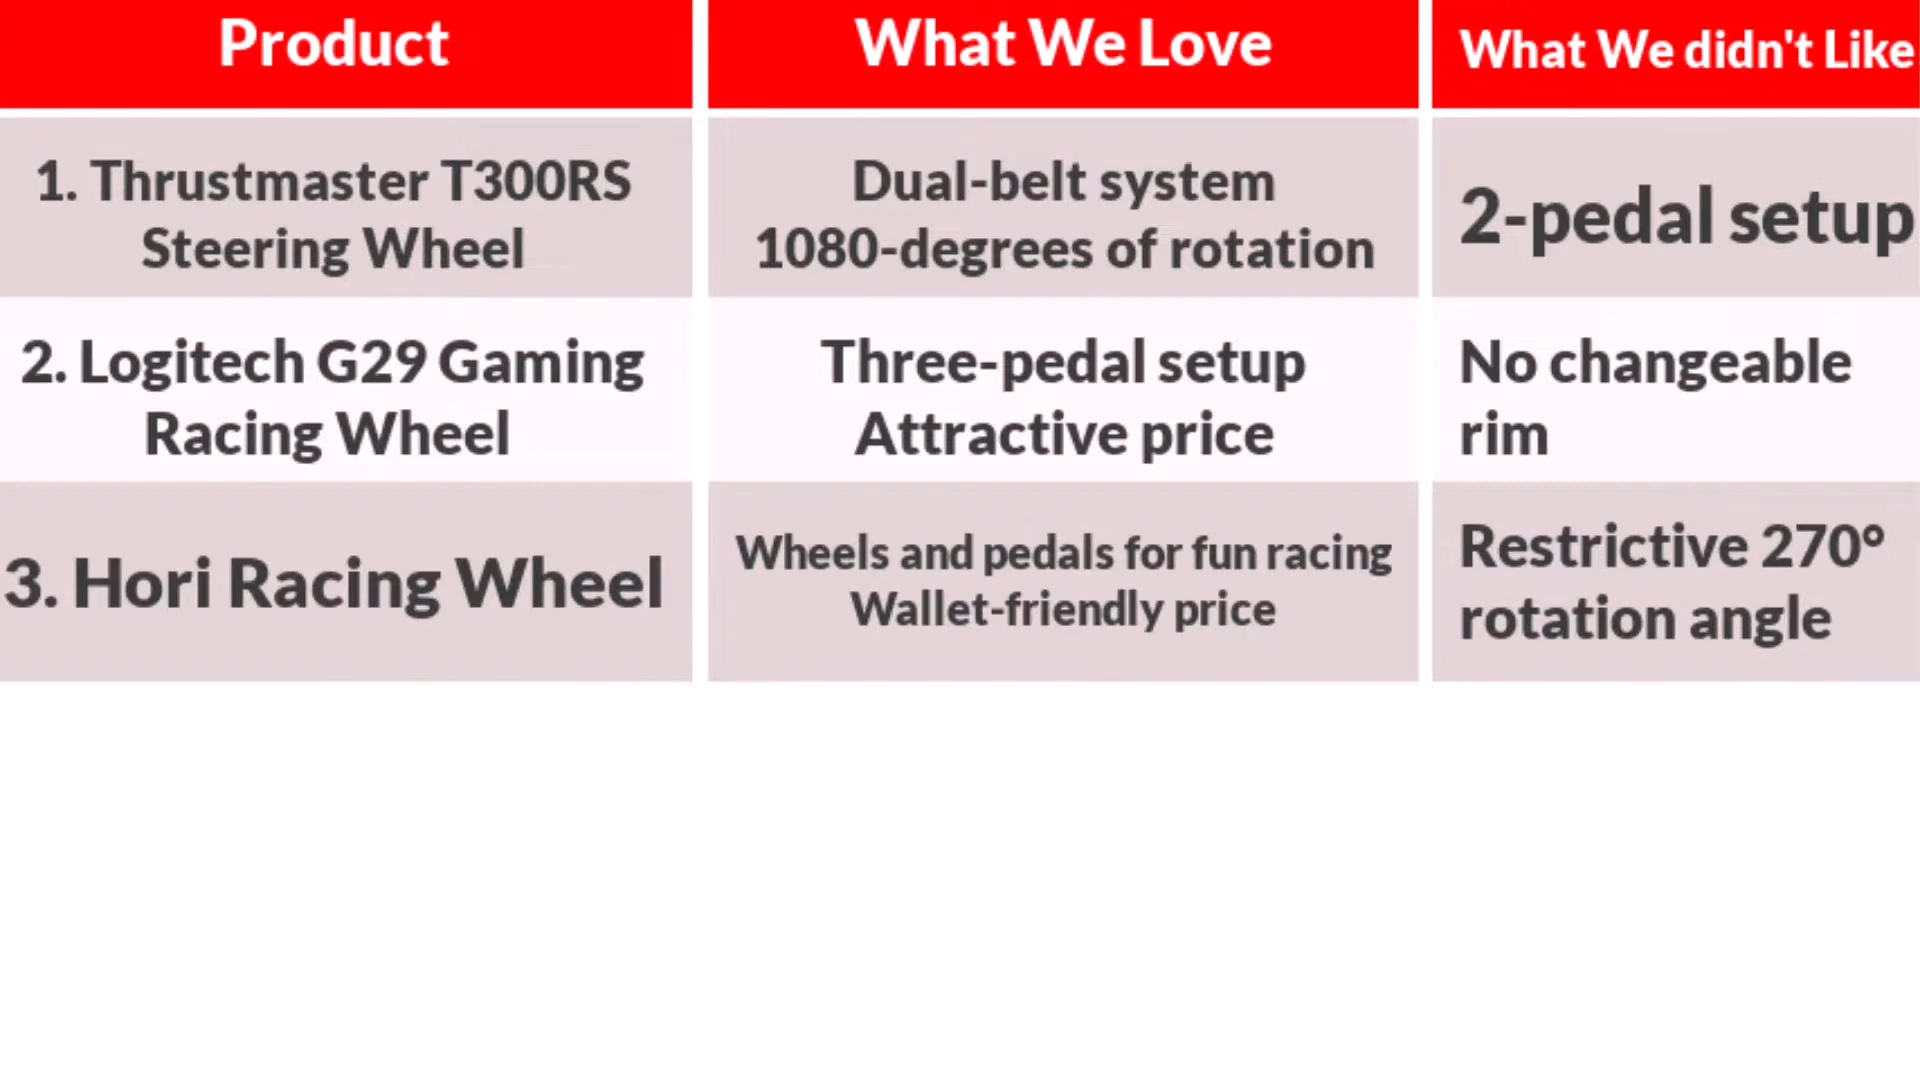 Product
What We Love
What We didn't Like
1. Thrustmaster T300RS
Steering Wheel
Dual-belt system
1080-degrees of rotation
2-pedal setup
2. Logitech G29 Gaming
Racing Wheel
Three-pedal setup
Attractive price
No changeable
rim
3. Hori Racing Wheel
Wheels and pedals for fun racing
Wallet-friendly price
Restrictive 270°
rotation angle